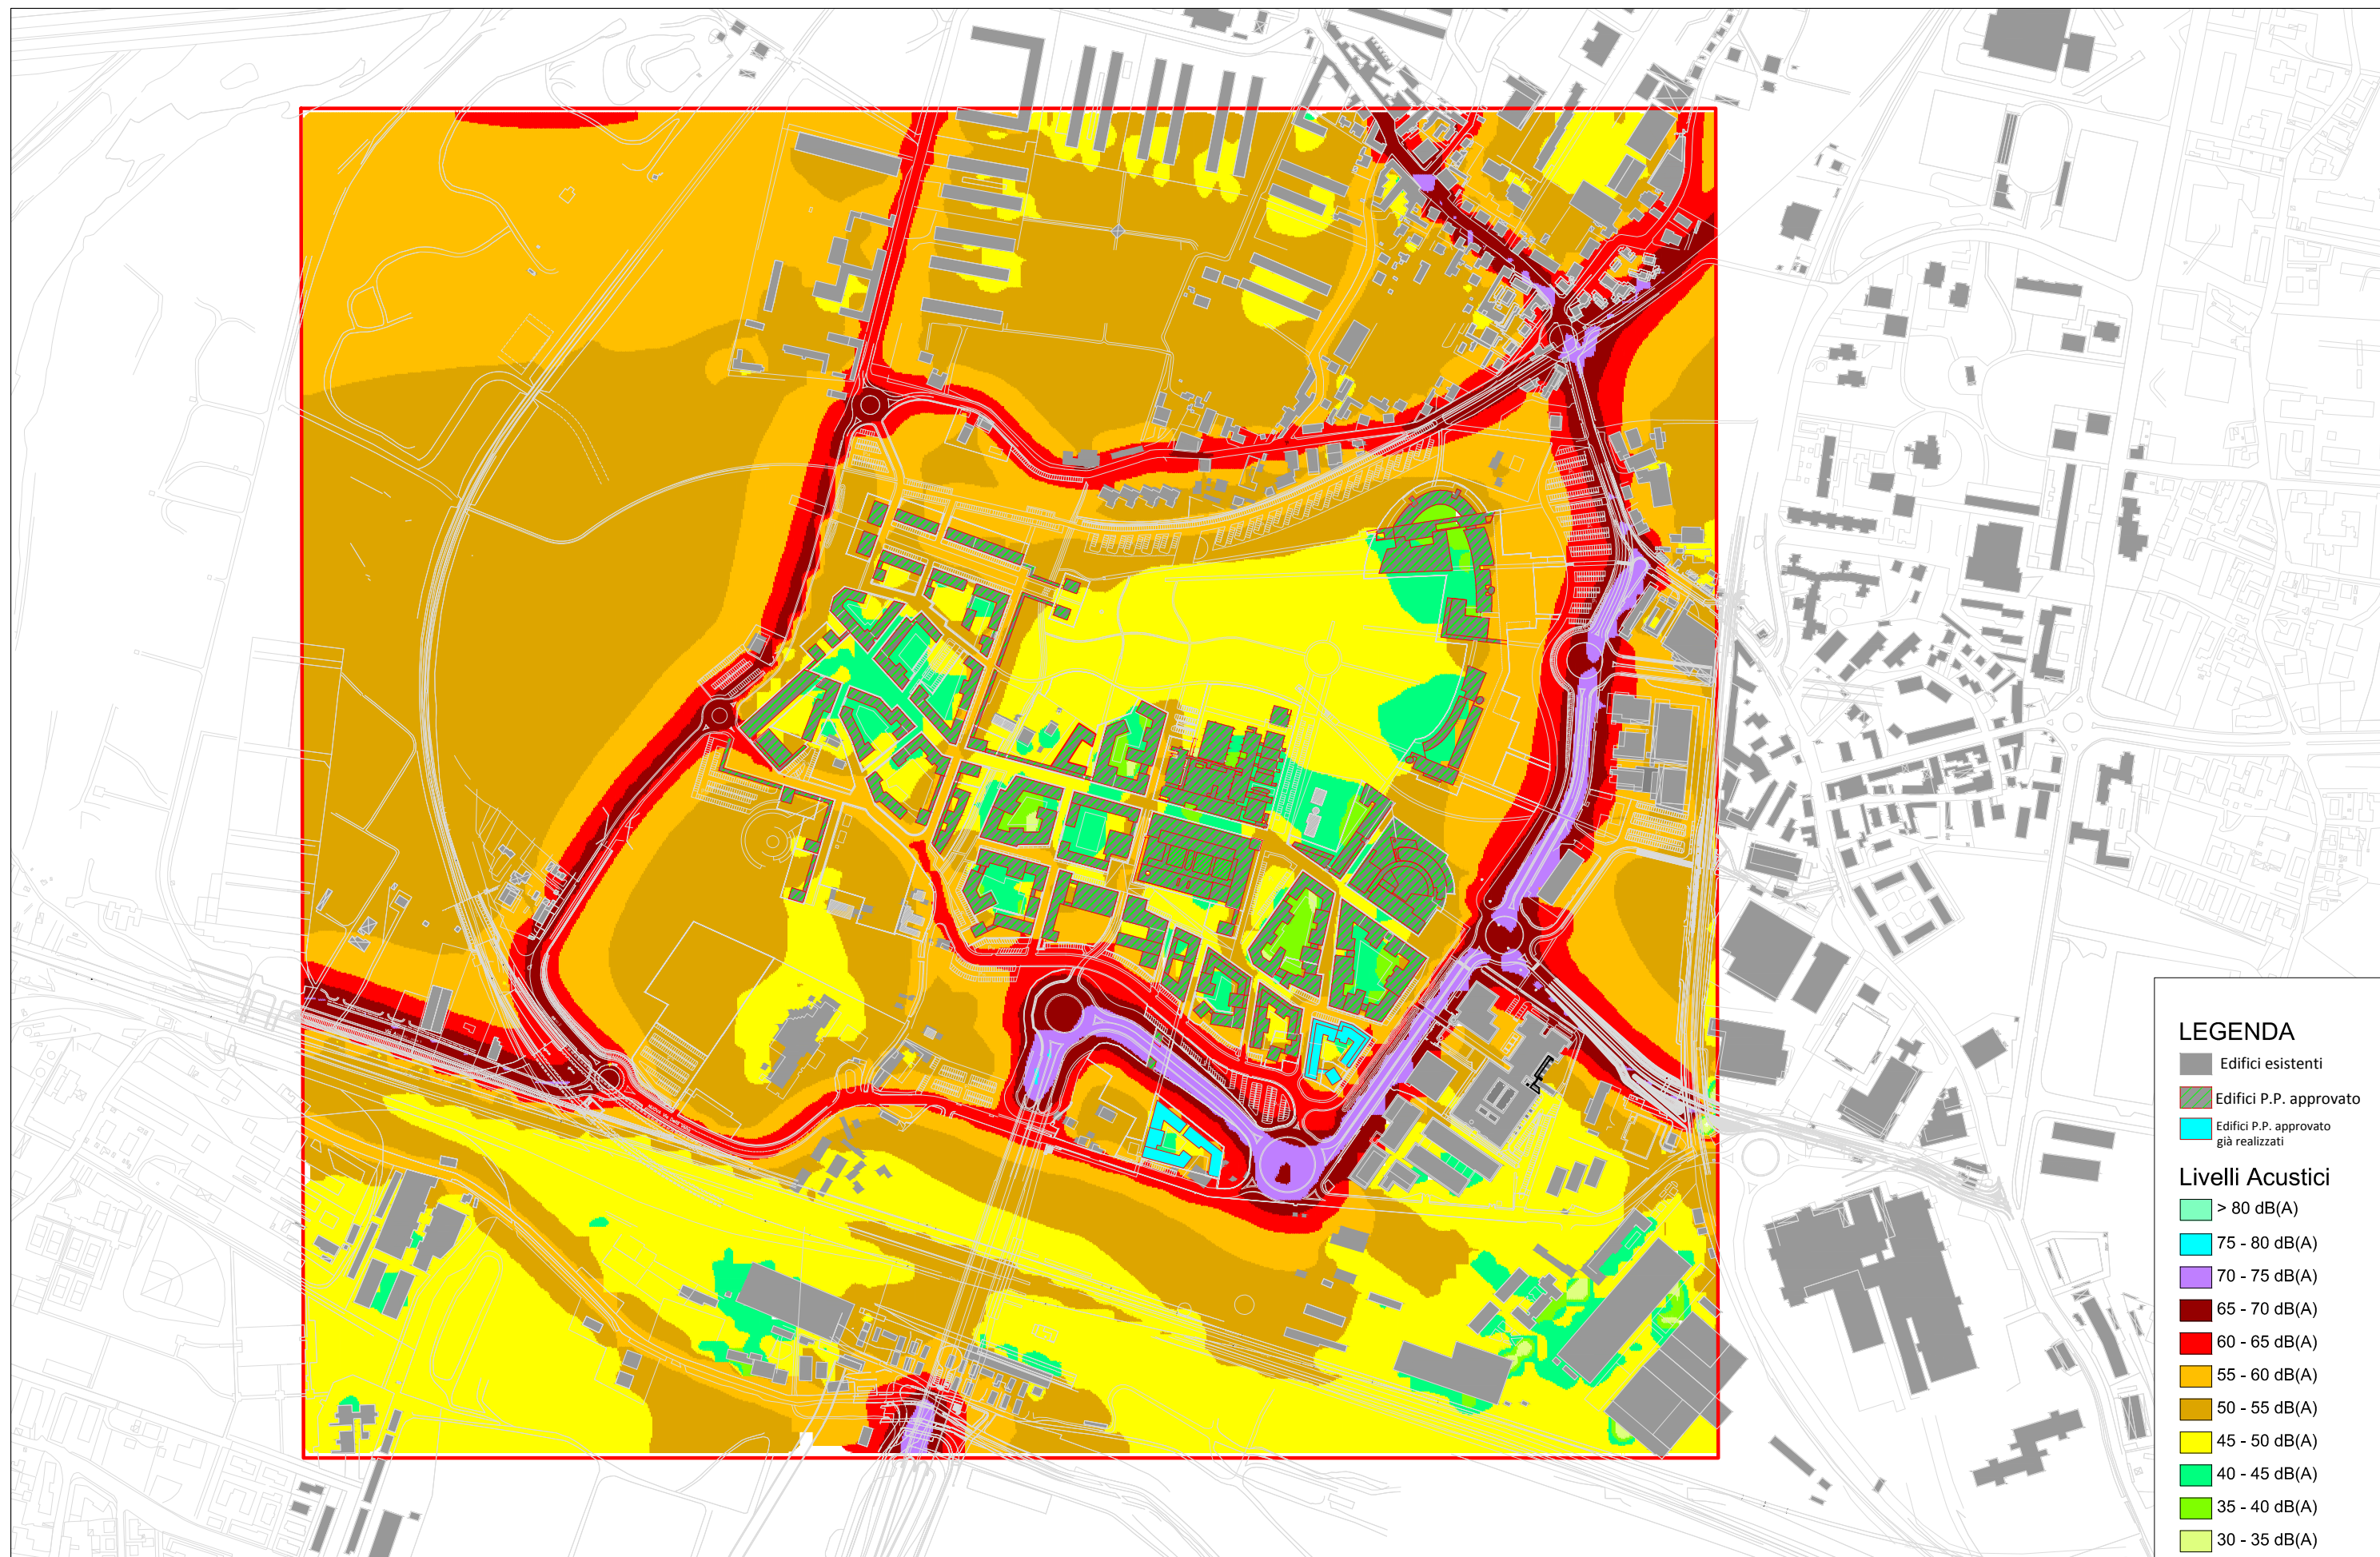 LEGENDA
Edifici esistenti
Edifici P.P. approvato
Edifici P.P. approvato
già realizzati
Livelli Acustici
> 80 dB(A)
75 - 80 dB(A)
70 - 75 dB(A)
65 - 70 dB(A)
60 - 65 dB(A)
55 - 60 dB(A)
50 - 55 dB(A)
45 - 50 dB(A)
40 - 45 dB(A)
35 - 40 dB(A)
30 - 35 dB(A)